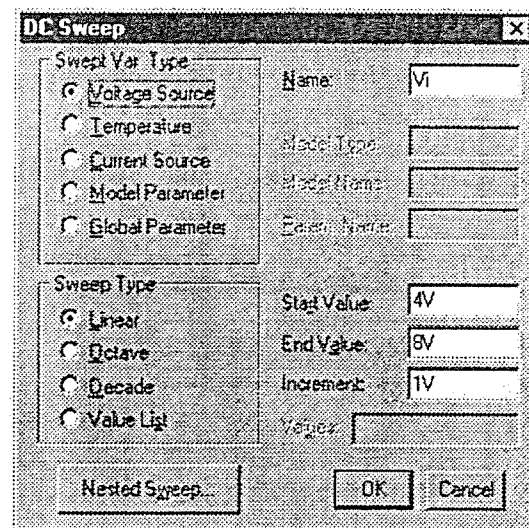 DC Sweep
Swept Var. Type
Voltage Source
Temperature
Current Source
Model Parameter
Global Parameter
Name: Vi
Model Type:
Model Name:
Param. Name:
Sweep Type
Linear
Octave
Decade
Value List
Start Value: 4V
End Value: 8V
Increment: 1V
Values:
Nested Sweep...
OK
Cancel